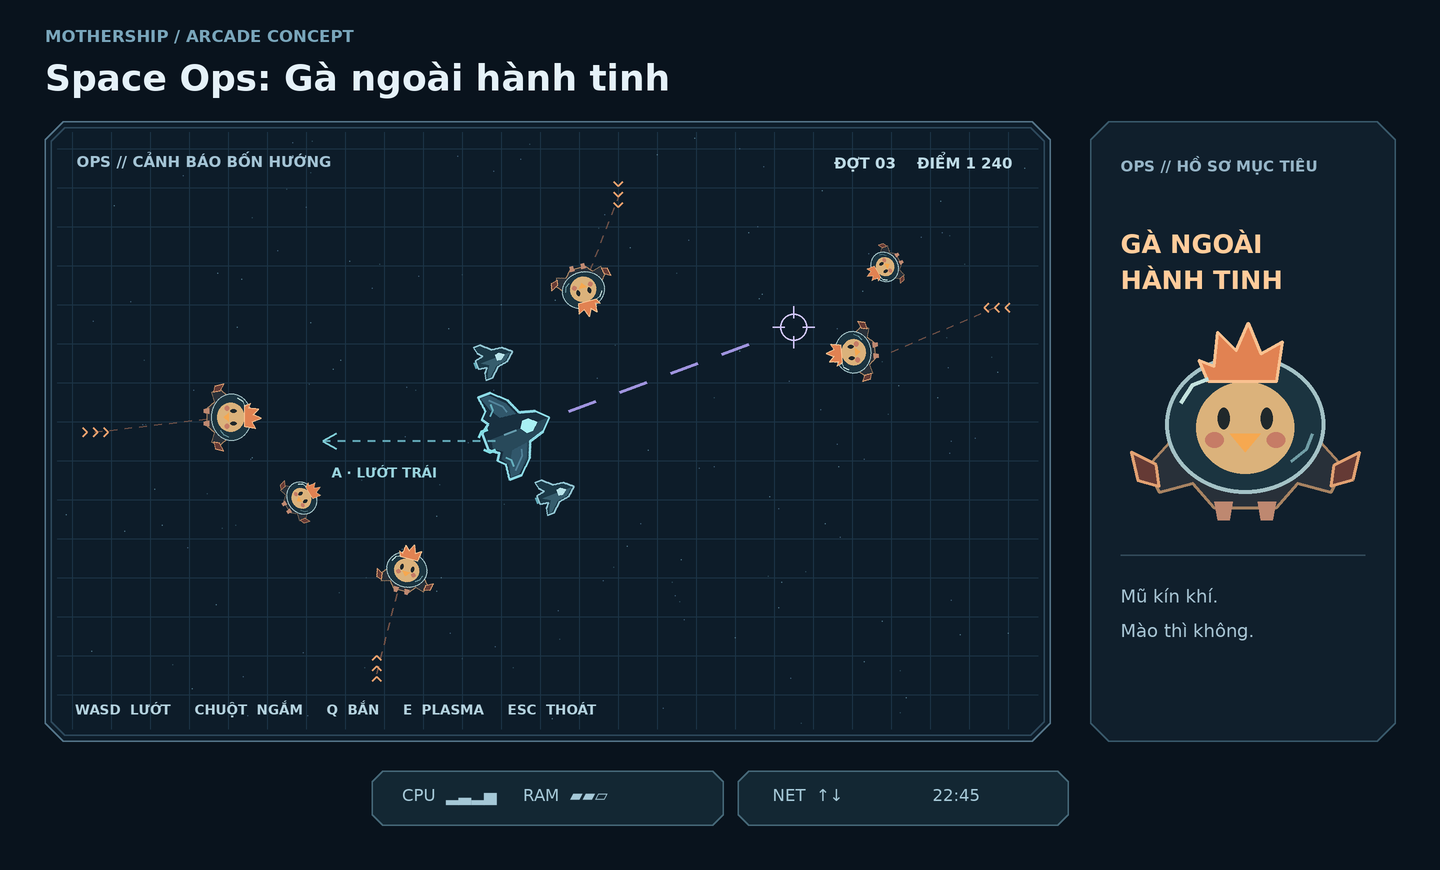 MOTHERSHIP / ARCADE CONCEPT
Space Ops: Gà ngoài hành tinh
OPS // CẢNH BÁO BỐN HƯỚNG
ĐỢT 03 ĐIỂM 1 240
A · LƯỚT TRÁI
WASD LƯỚT CHUỘT NGẮM Q BẮN E PLASMA ESC THOÁT
OPS // HỒ SƠ MỤC TIÊU
GÀ NGOÀI
HÀNH TINH
Mũ kín khí.
Mào thì không.
CPU ▂▃▂▅ RAM ▰▰▱
NET ↑↓ 22:45